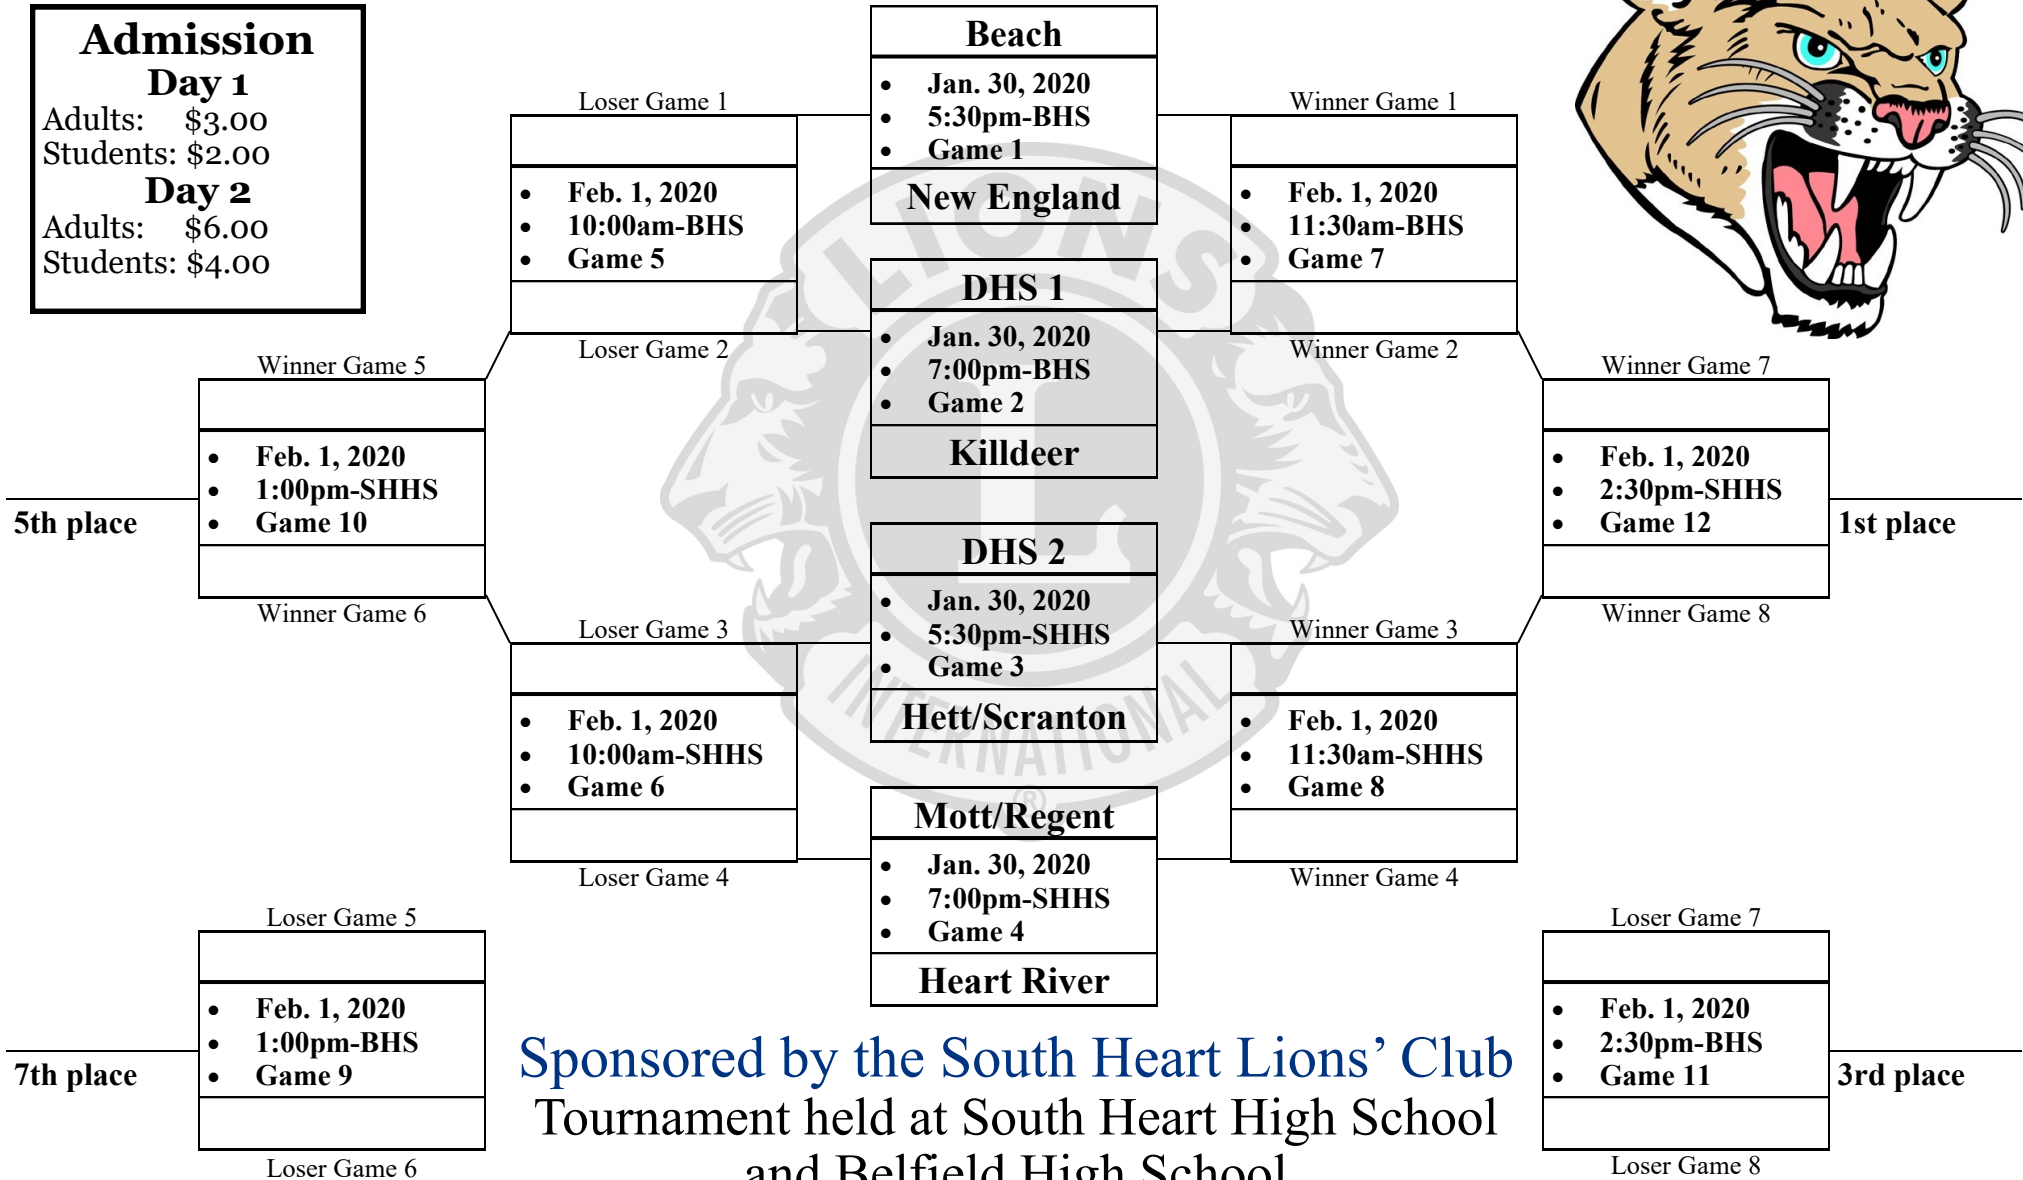 Admission
Day 1
Adults: $3.00
Students: $2.00
Day 2
Adults: $6.00
Students: $4.00
Beach
• Jan. 30, 2020
• 5:30pm-BHS
• Game 1
New England
DHS 1
• Jan. 30, 2020
• 7:00pm-BHS
• Game 2
Killdeer
DHS 2
• Jan. 30, 2020
• 5:30pm-SHHS
• Game 3
Hett/Scranton
Mott/Regent
• Jan. 30, 2020
• 7:00pm-SHHS
• Game 4
Heart River
Loser Game 1
• Feb. 1, 2020
• 10:00am-BHS
• Game 5
Loser Game 2
Loser Game 3
• Feb. 1, 2020
• 10:00am-SHHS
• Game 6
Loser Game 4
Winner Game 1
• Feb. 1, 2020
• 11:30am-BHS
• Game 7
Winner Game 2
Winner Game 3
• Feb. 1, 2020
• 11:30am-SHHS
• Game 8
Winner Game 4
Winner Game 5
• Feb. 1, 2020
• 1:00pm-SHHS
• Game 10
Winner Game 6
5th place
Winner Game 7
• Feb. 1, 2020
• 2:30pm-SHHS
• Game 12
Winner Game 8
1st place
Loser Game 5
• Feb. 1, 2020
• 1:00pm-BHS
• Game 9
Loser Game 6
7th place
Loser Game 7
• Feb. 1, 2020
• 2:30pm-BHS
• Game 11
Loser Game 8
3rd place
LIONS
L
INTERNATIONAL
®
Sponsored by the South Heart Lions’ Club
Tournament held at South Heart High School
and Belfield High School